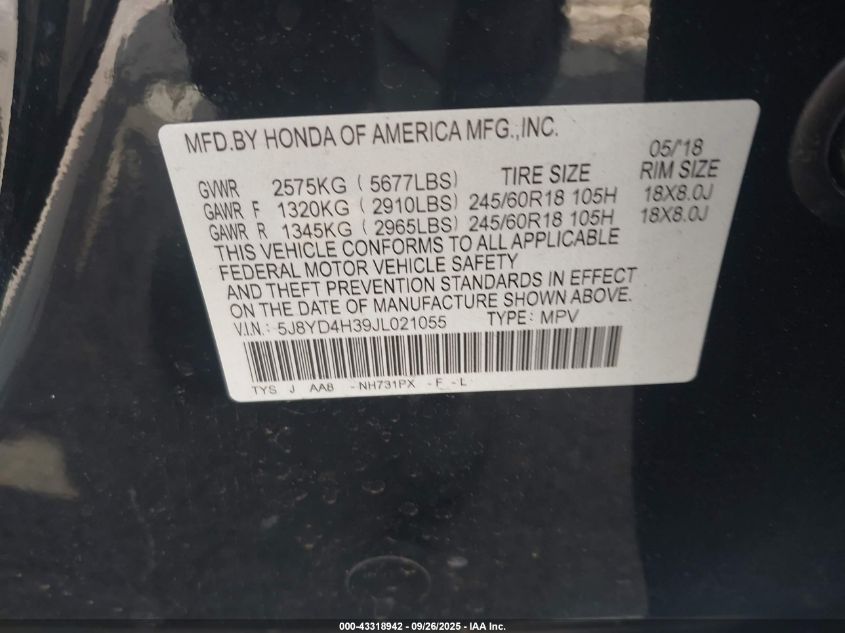 MFD.BY HONDA OF AMERICA MFG.,INC.
05/'18
GVWR 2575KG ( 5677LBS) TIRE SIZE RIM SIZE
GAWR F 1320KG ( 2910LBS) 245/60R18 105H 18X8.0J
GAWR R 1345KG ( 2965LBS) 245/60R18 105H 18X8.0J
THIS VEHICLE CONFORMS TO ALL APPLICABLE
FEDERAL MOTOR VEHICLE SAFETY
AND THEFT PREVENTION STANDARDS IN EFFECT
ON THE DATE OF MANUFACTURE SHOWN ABOVE.
V.I.N.: 5J8YD4H39JL021055 TYPE: MPV
TYS J AA8 - NH731PX - F - L
000-43318942 - 09/26/2025 - IAA Inc.